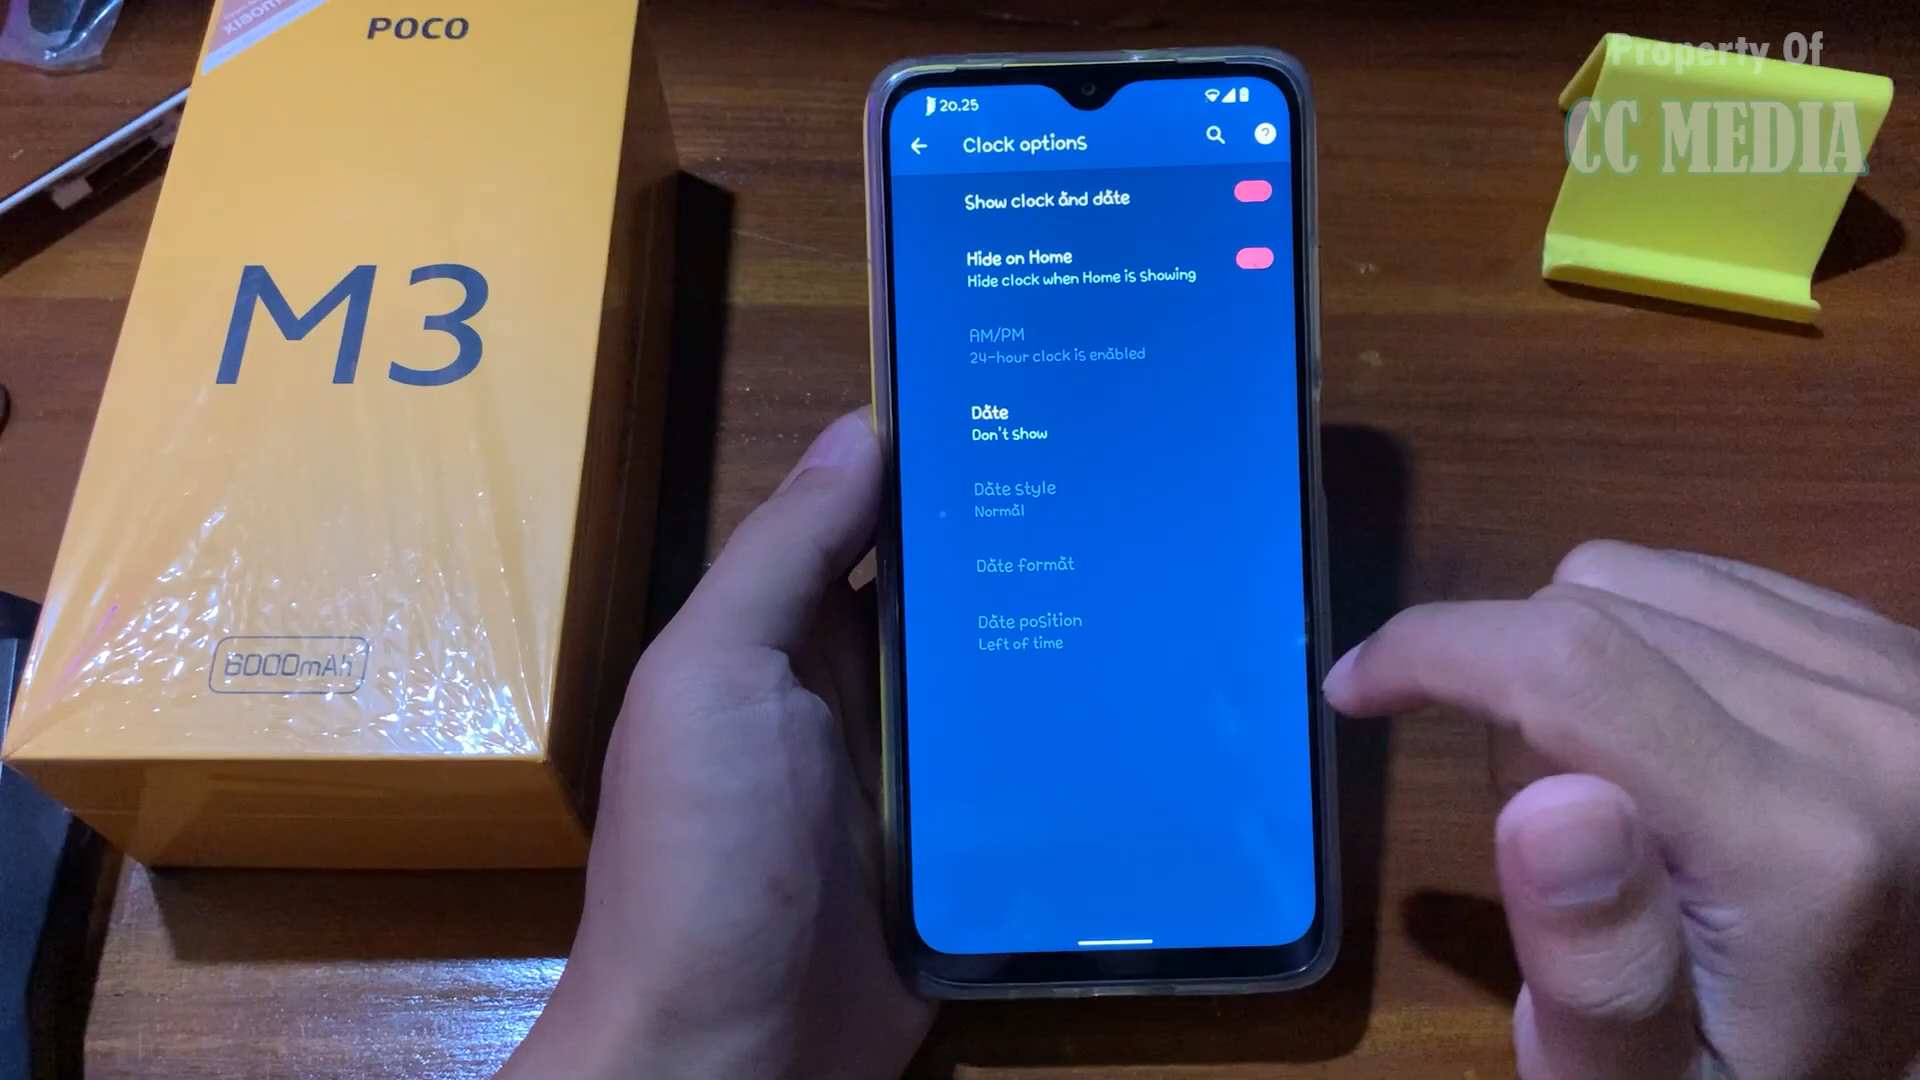 xiaomi
POCO
M3
6000mAh
20.25
Clock options
Show clock and date
Hide on Home
Hide clock when Home is showing
AM/PM
24-hour clock is enabled
Date
Don't show
Date style
Normal
Date format
Date position
Left of time
Property Of
CC MEDIA